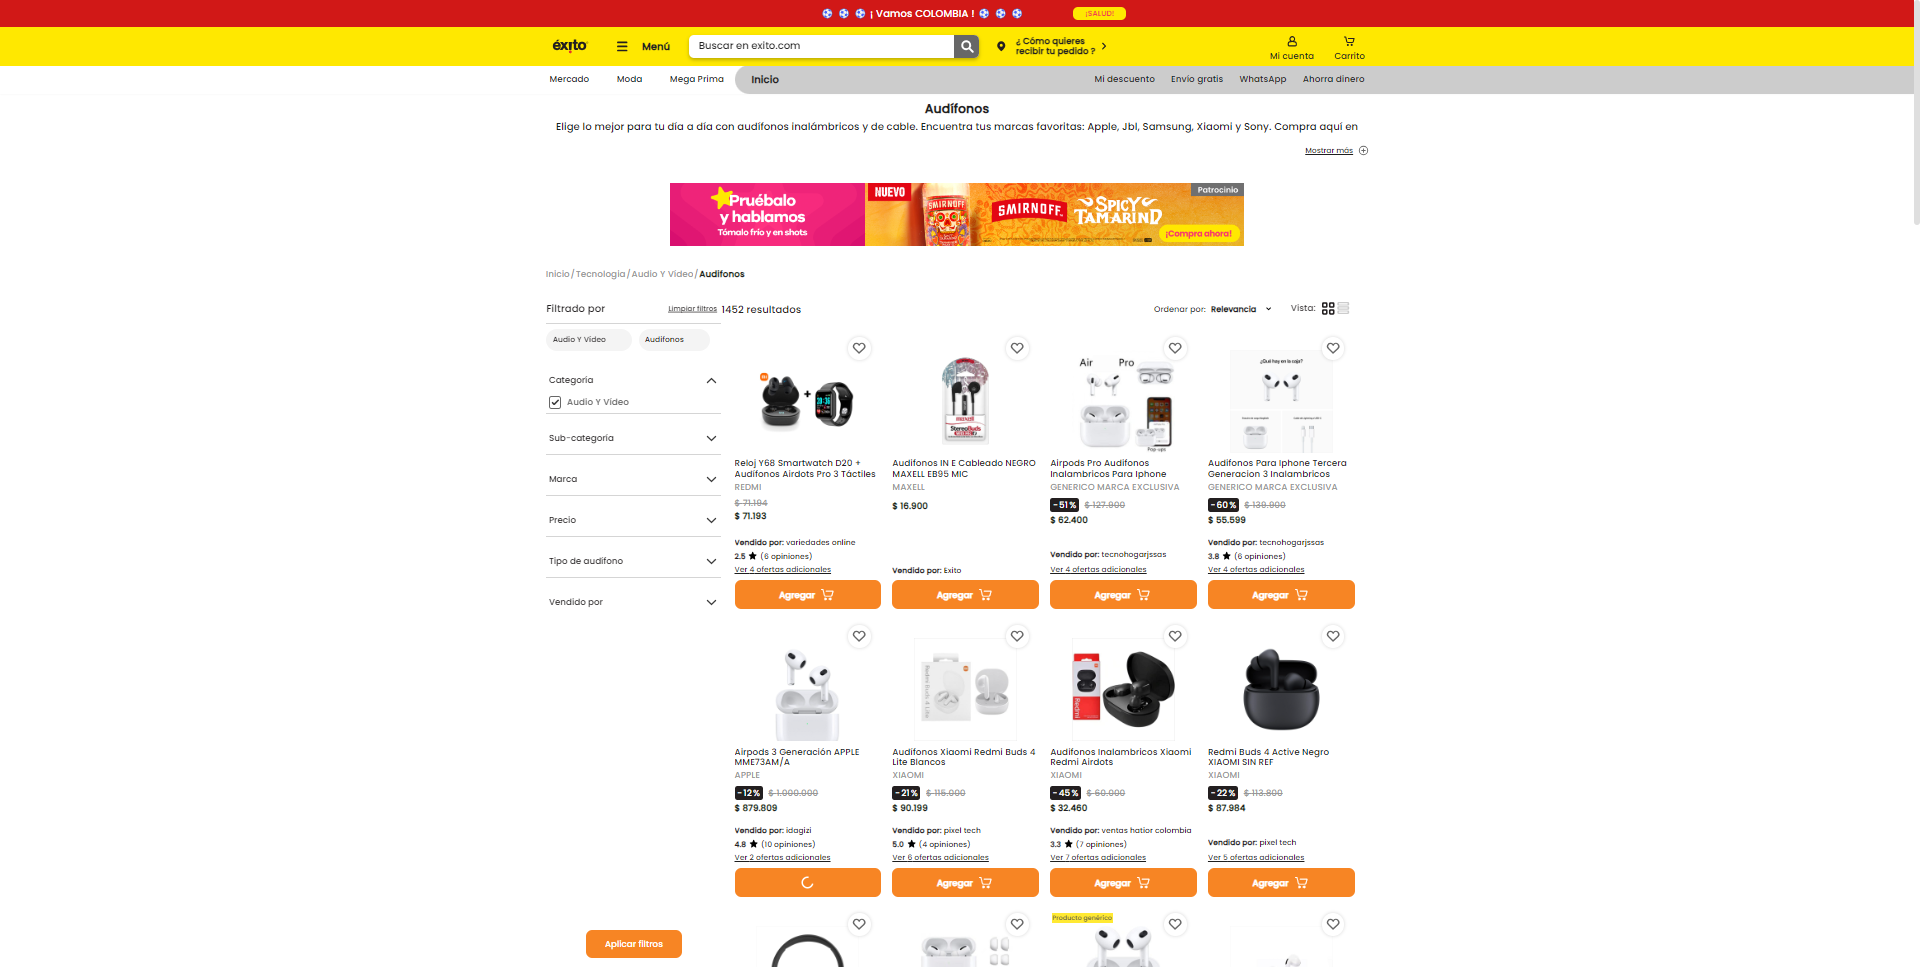 ¡ Vamos COLOMBIA !
¡SALUD!
éxito
Menú
Buscar en exito.com
¿ Cómo quieres
recibir tu pedido ?
Mi cuenta
Carrito
Mercado
Moda
Mega Prima
Inicio
Mi descuento
Envío gratis
WhatsApp
Ahorra dinero
Audífonos
Elige lo mejor para tu día a día con audífonos inalámbricos y de cable. Encuentra tus marcas favoritas: Apple, Jbl, Samsung, Xiaomi y Sony. Compra aquí en
Mostrar más
Pruébalo
y hablamos
Tómalo frío y en shots
NUEVO
SMIRNOFF
SMIRNOFF.
SPICY
TAMARIND
Patrocinio
¡Compra ahora!
Inicio / Tecnología / Audio Y Video / Audífonos
Filtrado por
Limpiar filtros
1452 resultados
Ordenar por: Relevancia
Vista:
Audio Y Video
Audífonos
Categoría
Audio Y Video
Sub-categoría
Marca
Precio
Tipo de audífono
Vendido por
Aplicar filtros
Reloj Y68 Smartwatch D20 +
Audífonos Airdots Pro 3 Táctiles
REDMI
$ 71.194
$ 71.193
Vendido por: variedades online
2.5 ★ (6 opiniones)
Ver 4 ofertas adicionales
Agregar
maxell
StereoBuds
Audífonos IN E Cableado NEGRO
MAXELL EB95 MIC
MAXELL
$ 16.900
Vendido por: Exito
Agregar
Air
Pro
Pop-ups
Airpods Pro Audifonos
Inalambricos Para Iphone
GENERICO MARCA EXCLUSIVA
-51% $ 127.900
$ 62.400
Vendido por: tecnohogarjssas
Ver 4 ofertas adicionales
Agregar
¿Qué hay en la caja?
Audifonos Para Iphone Tercera
Generacion 3 Inalambricos
GENERICO MARCA EXCLUSIVA
-60% $ 139.900
$ 55.599
Vendido por: tecnohogarjssas
3.8 ★ (6 opiniones)
Ver 4 ofertas adicionales
Agregar
Airpods 3 Generación APPLE
MME73AM/A
APPLE
-12% $ 1.000.000
$ 879.809
Vendido por: idagizi
4.8 ★ (10 opiniones)
Ver 2 ofertas adicionales
Redmi Buds 4 Lite
Audífonos Xiaomi Redmi Buds 4
Lite Blancos
XIAOMI
-21% $ 115.000
$ 90.199
Vendido por: pixel tech
5.0 ★ (4 opiniones)
Ver 6 ofertas adicionales
Agregar
Redmi
Audifonos Inalambricos Xiaomi
Redmi Airdots
XIAOMI
-45% $ 60.000
$ 32.460
Vendido por: ventas hatior colombia
3.3 ★ (7 opiniones)
Ver 7 ofertas adicionales
Agregar
Redmi Buds 4 Active Negro
XIAOMI SIN REF
XIAOMI
-22% $ 113.800
$ 87.984
Vendido por: pixel tech
Ver 5 ofertas adicionales
Agregar
Producto genérico